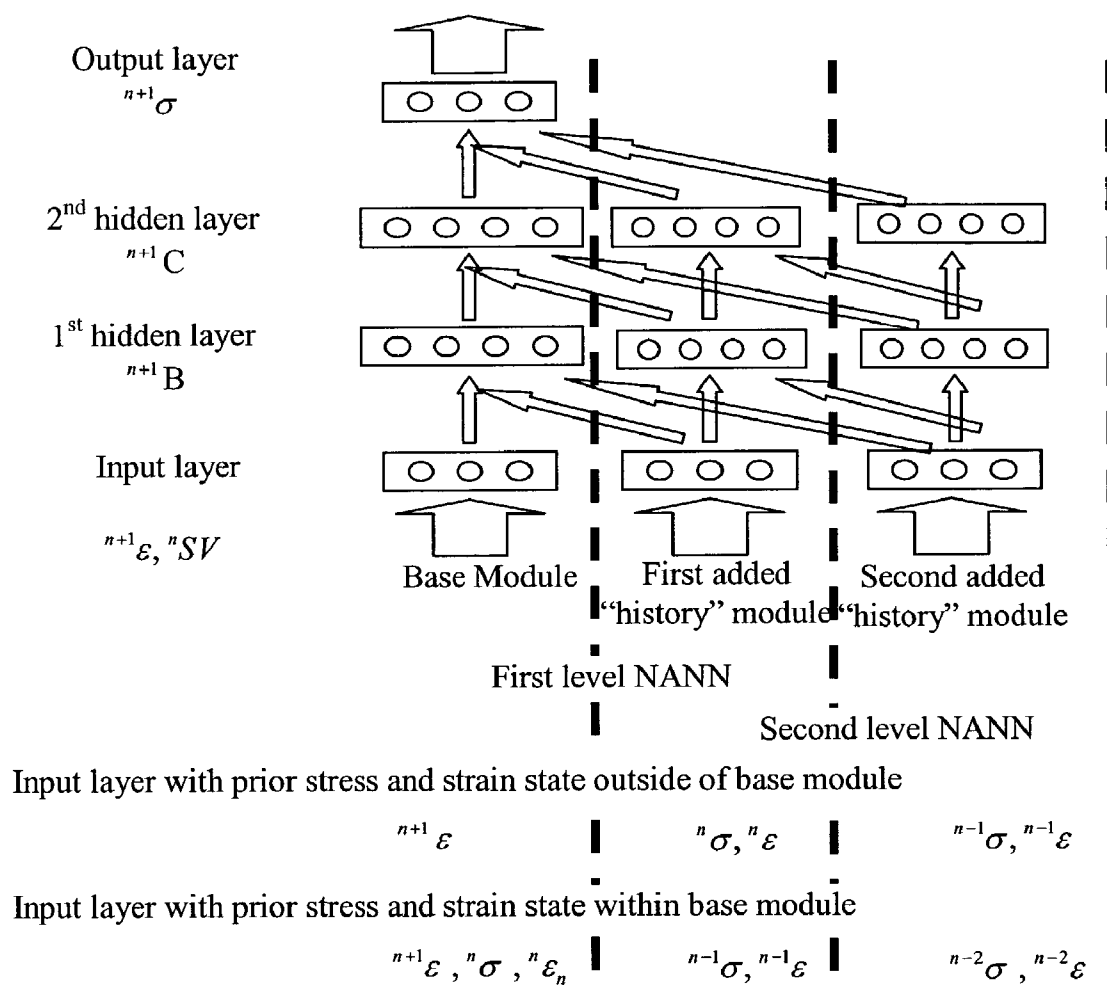 Output layer
ⁿ⁺¹σ
2ⁿᵈ hidden layer
ⁿ⁺¹C
1ˢᵗ hidden layer
ⁿ⁺¹B
Input layer
ⁿ⁺¹ε, ⁿSV
Base Module
First added
“history” module
Second added
“history” module
First level NANN
Second level NANN
Input layer with prior stress and strain state outside of base module
ⁿ⁺¹ε ⁿσ, ⁿε ⁿ⁻¹σ, ⁿ⁻¹ε
Input layer with prior stress and strain state within base module
ⁿ⁺¹ε , ⁿσ , ⁿεₙ ⁿ⁻¹σ, ⁿ⁻¹ε ⁿ⁻²σ , ⁿ⁻²ε